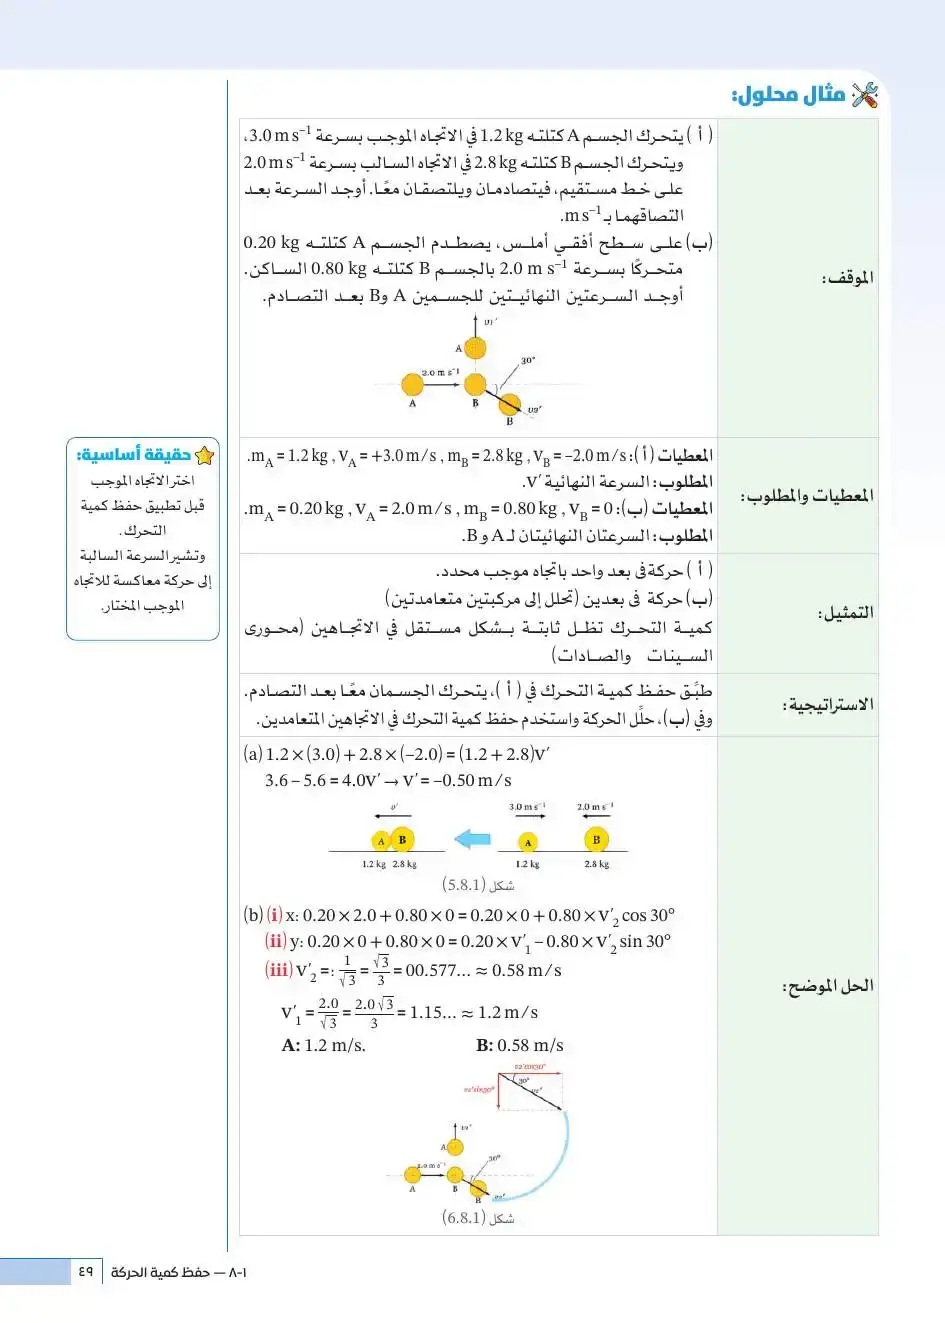 مثال محلول:
الموقف:
( أ ) يتحرك الجسم A كتلته 1.2 kg في الاتجاه الموجب بسرعة 3.0 m s⁻¹،
ويتحرك الجسم B كتلته 2.8 kg في الاتجاه السالب بسرعة 2.0 m s⁻¹
على خط مستقيم، فيتصادمان ويلتصقان معًا. أوجد السرعة بعد
التصاقهما بـ m s⁻¹.
(ب) على سطح أفقي أملس، يصطدم الجسم A كتلته 0.20 kg
متحركًا بسرعة 2.0 m s⁻¹ بالجسم B كتلته 0.80 kg الساكن.
أوجد السرعتين النهائيتين للجسمين A وB بعد التصادم.
v₁′
A
30°
2.0 m s⁻¹
A
B
v₂′
B
المعطيات والمطلوب:
المعطيات ( أ ): m_A = 1.2 kg , v_A = +3.0 m/s , m_B = 2.8 kg , v_B = –2.0 m/s.
المطلوب: السرعة النهائية v′.
المعطيات (ب): m_A = 0.20 kg , v_A = 2.0 m/s , m_B = 0.80 kg , v_B = 0.
المطلوب: السرعتان النهائيتان لـ A و B.
حقيقة أساسية:
اختر الاتجاه الموجب
قبل تطبيق حفظ كمية
التحرك.
وتشير السرعة السالبة
إلى حركة معاكسة للاتجاه
الموجب المختار.
التمثيل:
( أ ) حركة فى بعد واحد باتجاه موجب محدد.
(ب) حركة فى بعدين (تحلل إلى مركبتين متعامدتين)
كمية التحرك تظل ثابتة بشكل مستقل في الاتجاهين (محورى
السينات والصادات)
الاستراتيجية:
طبِّق حفظ كمية التحرك في ( أ )، يتحرك الجسمان معًا بعد التصادم.
وفي (ب)، حلِّل الحركة واستخدم حفظ كمية التحرك في الاتجاهين المتعامدين.
الحل الموضح:
(a) 1.2 × (3.0) + 2.8 × (–2.0) = (1.2 + 2.8)v′
3.6 – 5.6 = 4.0v′ → v′ = –0.50 m/s
v′
3.0 m s⁻¹
2.0 m s⁻¹
A B
A
B
1.2 kg 2.8 kg
1.2 kg
2.8 kg
شكل (5.8.1)
(b) (i) x: 0.20 × 2.0 + 0.80 × 0 = 0.20 × 0 + 0.80 × v′₂ cos 30°
(ii) y: 0.20 × 0 + 0.80 × 0 = 0.20 × v′₁ – 0.80 × v′₂ sin 30°
(iii) v′₂ =: 1/√3 = √3/3 = 00.577... ≈ 0.58 m/s
v′₁ = 2.0/√3 = 2.0√3/3 = 1.15... ≈ 1.2 m/s
A: 1.2 m/s. B: 0.58 m/s
v₂′cos30°
30°
v₂′sin30°
v₂′
v₁′
A
30°
2.0 m s⁻¹
A
B
B
v₂′
شكل (6.8.1)
٨-١ — حفظ كمية الحركة
٤٩